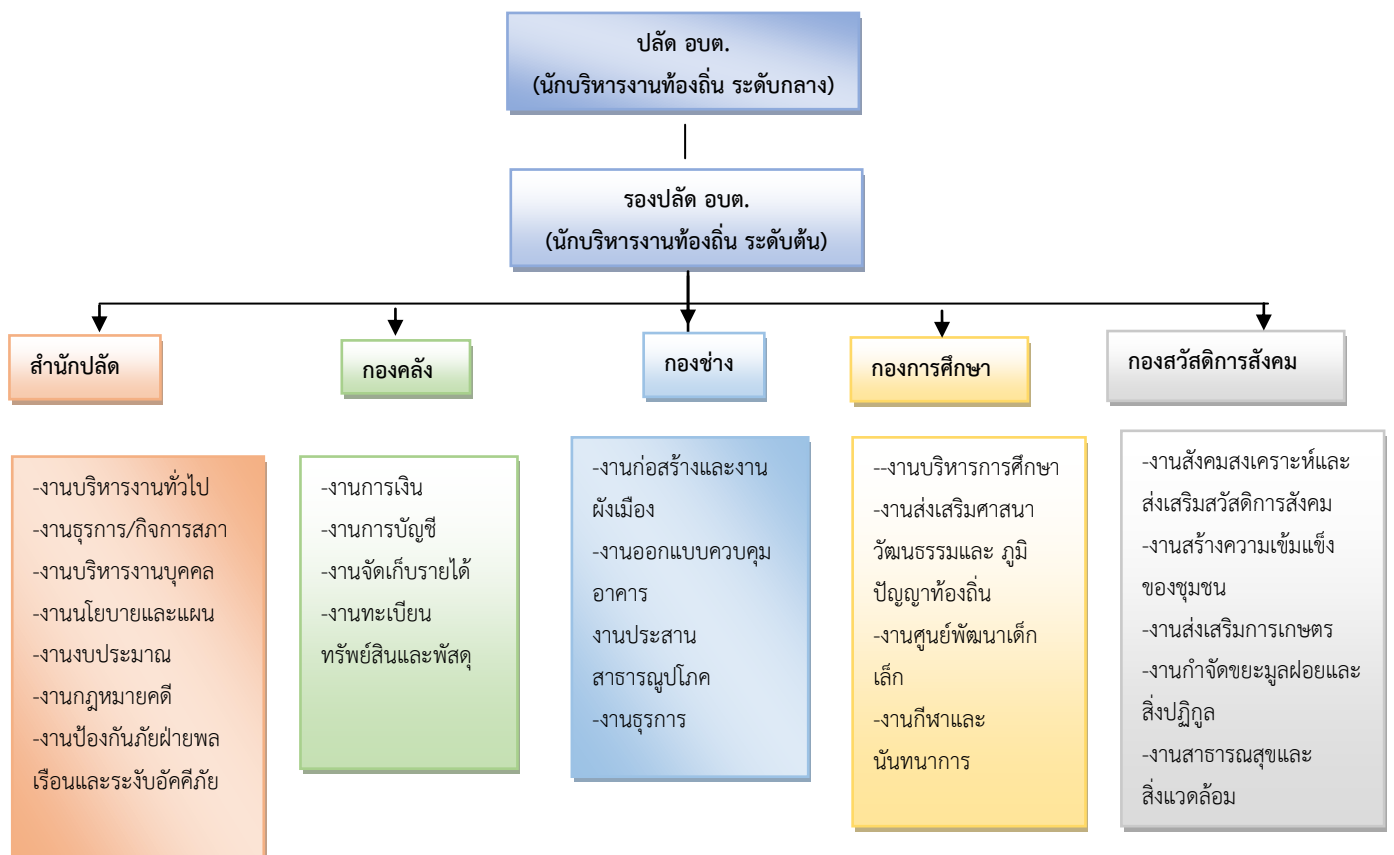 ปลัด อบต.
(นักบริหารงานท้องถิ่น ระดับกลาง)
รองปลัด อบต.
(นักบริหารงานท้องถิ่น ระดับต้น)
สำนักปลัด
กองคลัง
กองช่าง
กองการศึกษา
กองสวัสดิการสังคม
-งานบริหารงานทั่วไป
-งานธุรการ/กิจการสภา
-งานบริหารงานบุคคล
-งานนโยบายและแผน
-งานงบประมาณ
-งานกฎหมายคดี
-งานป้องกันภัยฝ่ายพล
เรือนและระงับอัคคีภัย
-งานการเงิน
-งานการบัญชี
-งานจัดเก็บรายได้
-งานทะเบียน
ทรัพย์สินและพัสดุ
-งานก่อสร้างและงาน
ผังเมือง
-งานออกแบบควบคุม
อาคาร
งานประสาน
สาธารณูปโภค
-งานธุรการ
--งานบริหารการศึกษา
-งานส่งเสริมศาสนา
วัฒนธรรมและ ภูมิ
ปัญญาท้องถิ่น
-งานศูนย์พัฒนาเด็ก
เล็ก
-งานกีฬาและ
นันทนาการ
-งานสังคมสงเคราะห์และ
ส่งเสริมสวัสดิการสังคม
-งานสร้างความเข้มแข็ง
ของชุมชน
-งานส่งเสริมการเกษตร
-งานกำจัดขยะมูลฝอยและ
สิ่งปฏิกูล
-งานสาธารณสุขและ
สิ่งแวดล้อม